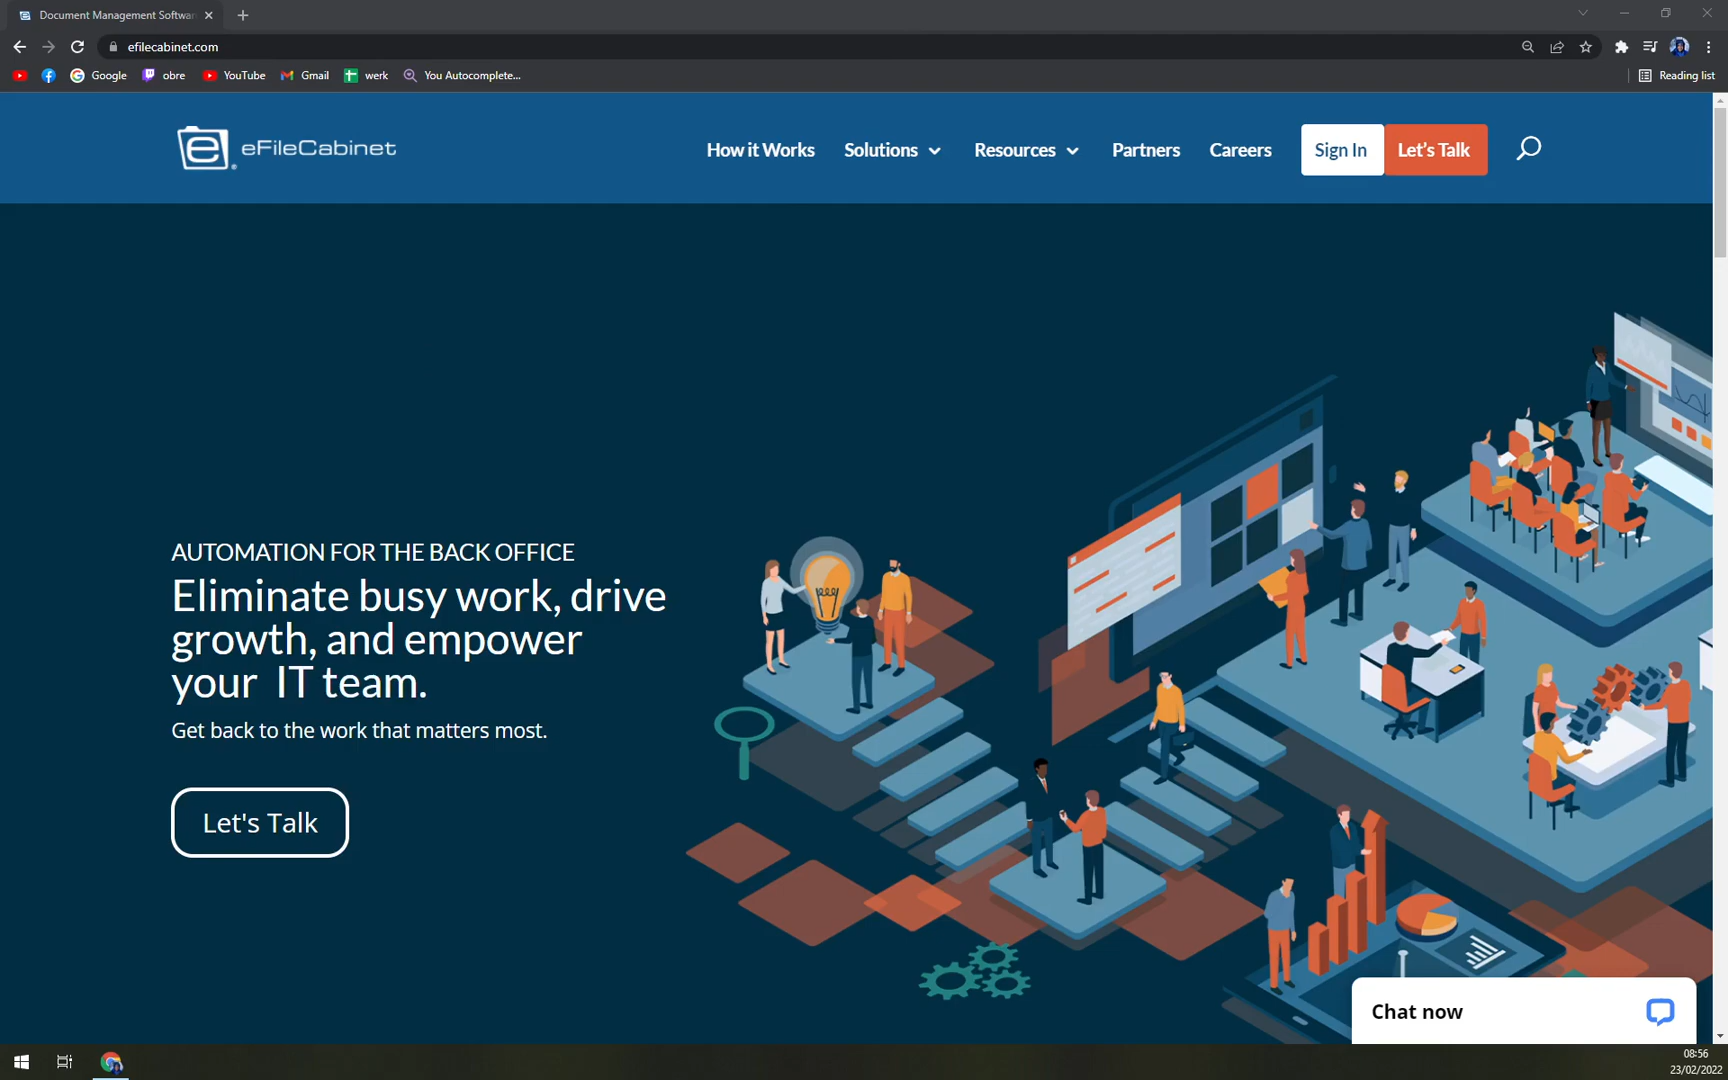 Document Management Softwar
efilecabinet.com
Google
obre
YouTube
Gmail
werk
You Autocomplete...
Reading list
eFileCabinet
How it Works
Solutions
Resources
Partners
Careers
Sign In
Let's Talk
AUTOMATION FOR THE BACK OFFICE
Eliminate busy work, drive
growth, and empower
your IT team.
Get back to the work that matters most.
Let's Talk
Chat now
08:56
23/02/2022